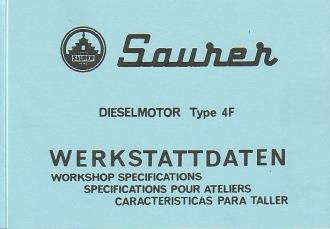 SAURER
Saurer
DIESELMOTOR Type 4F
WERKSTATTDATEN
WORKSHOP SPECIFICATIONS
SPECIFICATIONS POUR ATELIERS
CARACTERISTICAS PARA TALLER